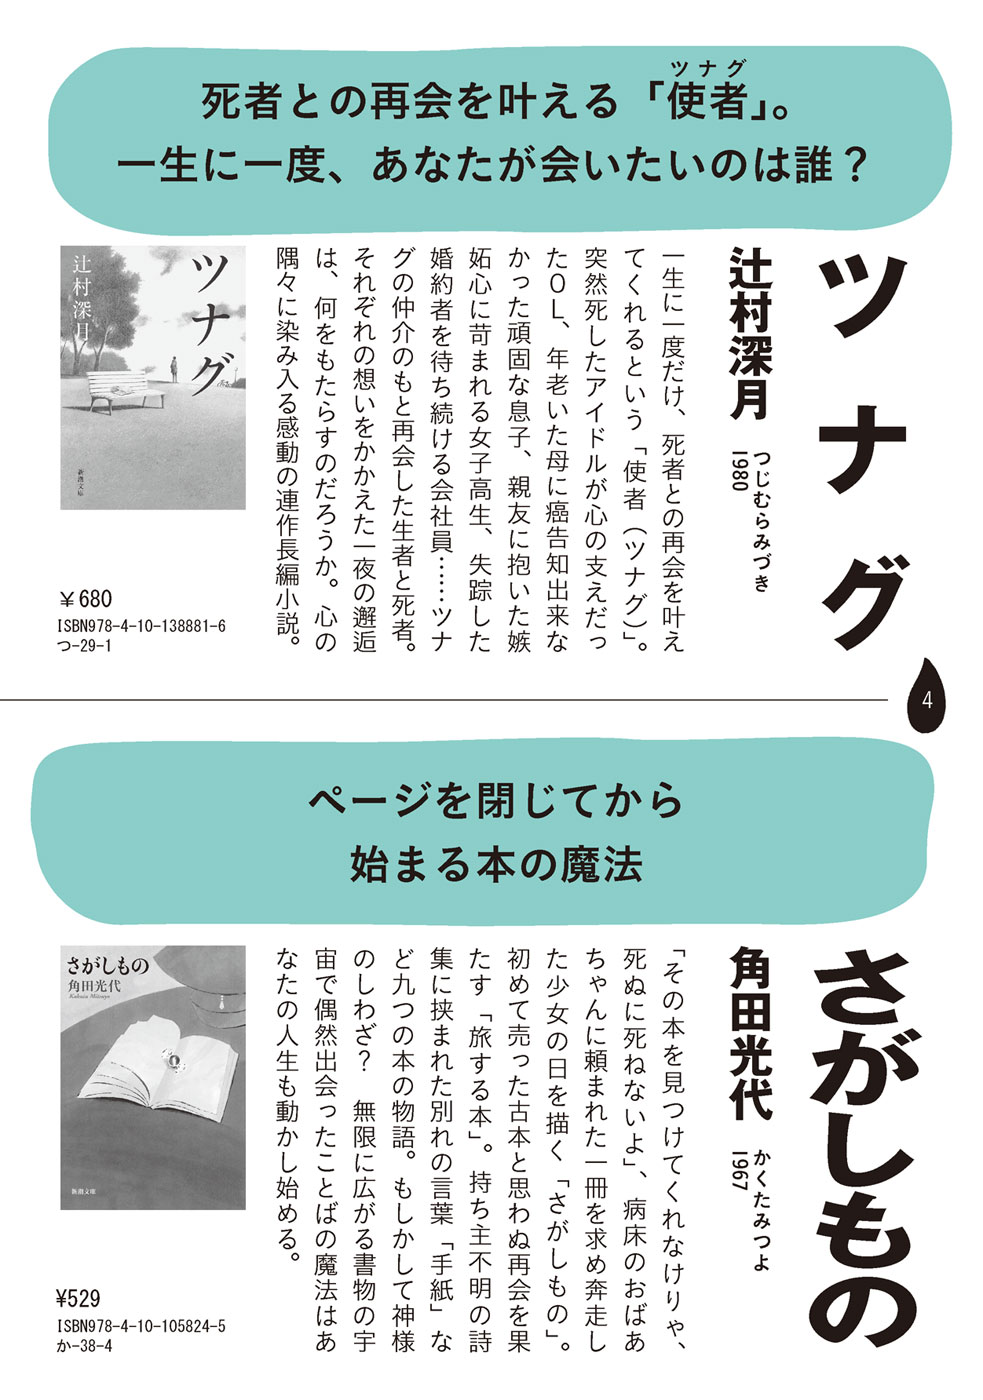 死者との再会を叶える「使者」。
ツナグ
一生に一度、あなたが会いたいのは誰？
ツナグ
辻村深月
つじむらみづき
1980
一生に一度だけ、死者との再会を叶え
てくれるという「使者（ツナグ）」。
突然死したアイドルが心の支えだっ
たＯＬ、年老いた母に癌告知出来な
かった頑固な息子、親友に抱いた嫉
妬心に苛まれる女子高生、失踪した
婚約者を待ち続ける会社員……ツナ
グの仲介のもと再会した生者と死者。
それぞれの想いをかかえた一夜の邂逅
は、何をもたらすのだろうか。心の
隅々に染み入る感動の連作長編小説。
ツナグ
辻村深月
新潮文庫
￥680
ISBN978-4-10-138881-6
つ-29-1
4
ページを閉じてから
始まる本の魔法
さがしもの
角田光代
かくたみつよ
1967
「その本を見つけてくれなけりゃ、
死ぬに死ねないよ」、病床のおばあ
ちゃんに頼まれた一冊を求め奔走し
た少女の日を描く「さがしもの」。
初めて売った古本と思わぬ再会を果
たす「旅する本」。持ち主不明の詩
集に挟まれた別れの言葉「手紙」な
ど九つの本の物語。もしかして神様
のしわざ？　無限に広がる書物の宇
宙で偶然出会ったことばの魔法はあ
なたの人生も動かし始める。
さがしもの
角田光代
Kakuta Mitsuyo
新潮文庫
¥529
ISBN978-4-10-105824-5
か-38-4